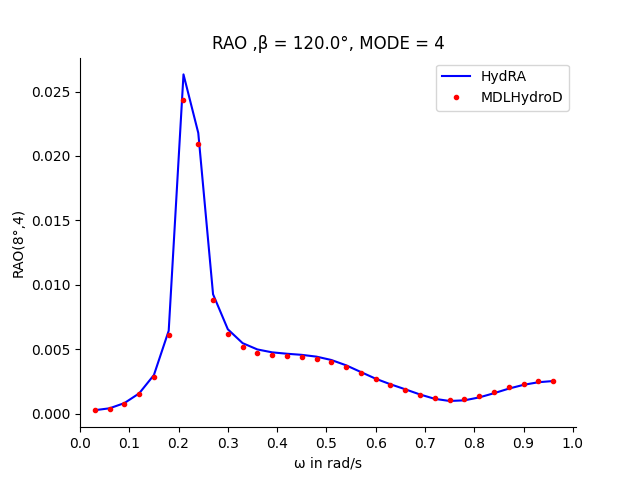 RAO ,β = 120.0°, MODE = 4
HydRA
MDLHydroD
RAO(8°,4)
0.025
0.020
0.015
0.010
0.005
0.000
0.0 0.1 0.2 0.3 0.4 0.5 0.6 0.7 0.8 0.9 1.0
ω in rad/s